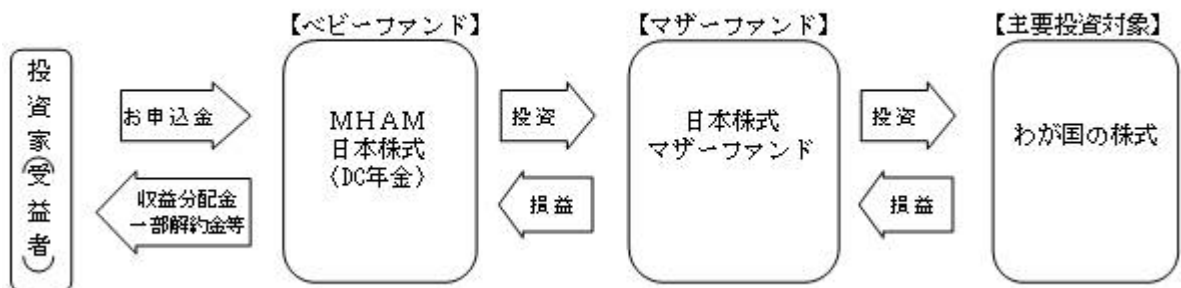 【ベビーファンド】
【マザーファンド】
【主要投資対象】
投資家（受益者）
お申込金
収益分配金
一部解約金等
MHAM
日本株式
（DC年金）
投資
損益
日本株式
マザーファンド
投資
損益
わが国の株式